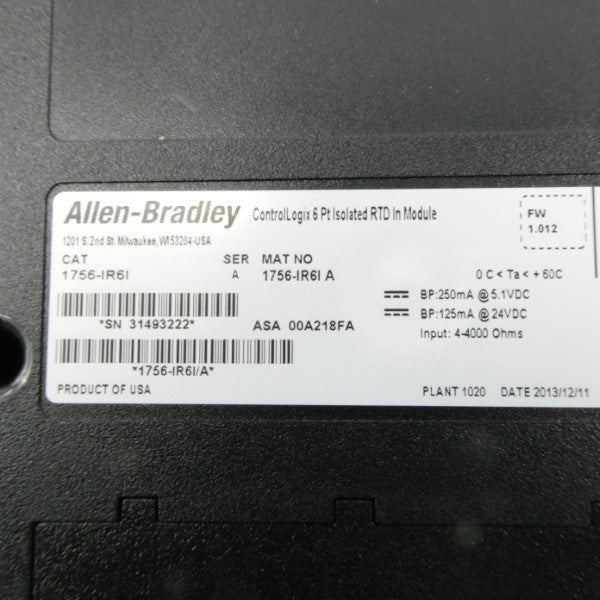 Allen-Bradley ControlLogix 6 Pt Isolated RTD In Module
FW
1.012
1201 S. 2nd St. Milwaukee, WI 53204-USA
CAT SER MAT NO
1756-IR6I A 1756-IR6I A
0 C < Ta < + 60C
BP:250mA @ 5.1VDC
BP:125mA @ 24VDC
Input: 4-4000 Ohms
*SN 31493222* ASA 00A218FA
*1756-IR6I/A*
PRODUCT OF USA PLANT 1020 DATE 2013/12/11